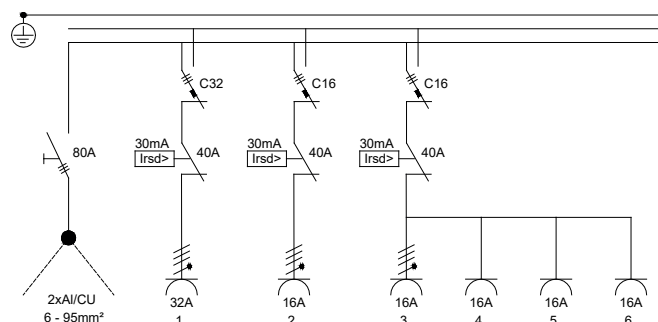 C32 C16 C16
80A
30mA 40A 30mA 40A 30mA 40A
Irsd> Irsd> Irsd>
2xAl/CU 32A 16A 16A 16A 16A 16A
6 - 95mm² 1 2 3 4 5 6